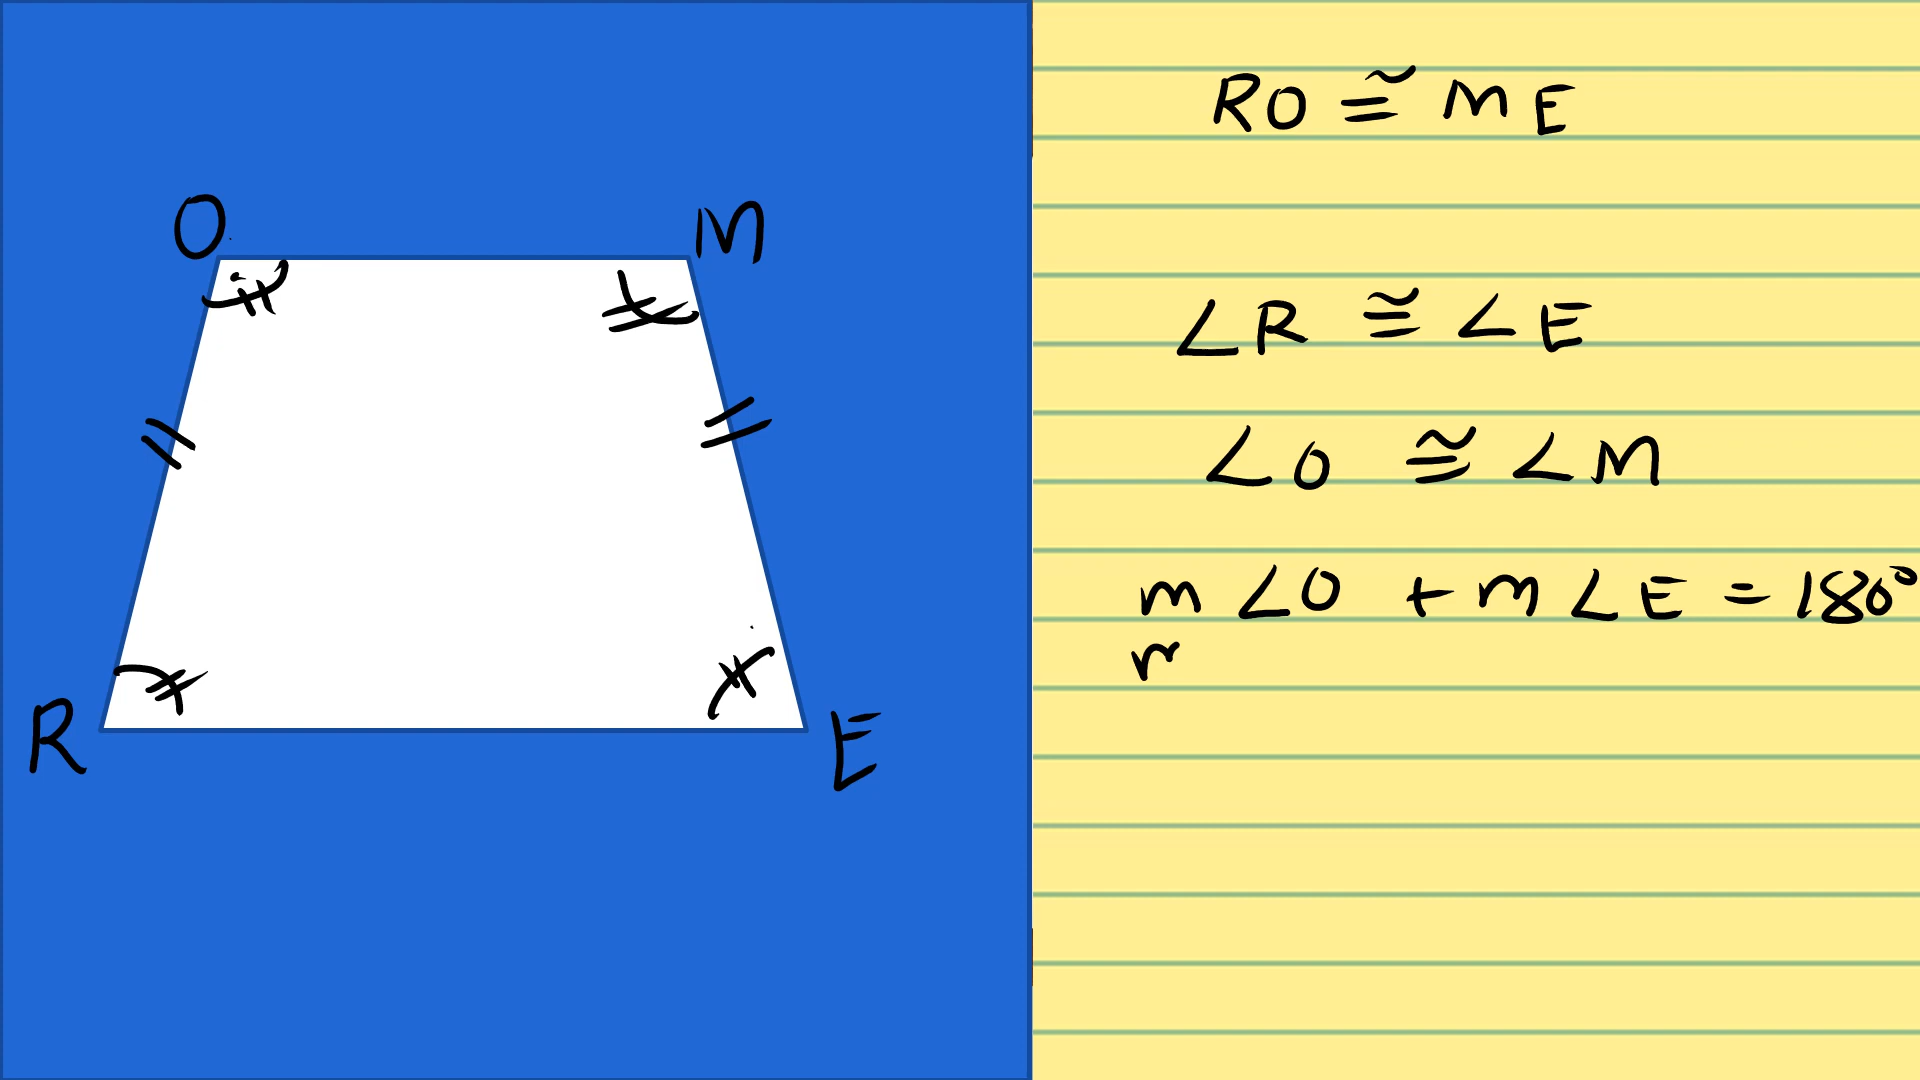 O M
R E
RO ≅ ME
∠R ≅ ∠E
∠O ≅ ∠M
m∠O + m∠E = 180°